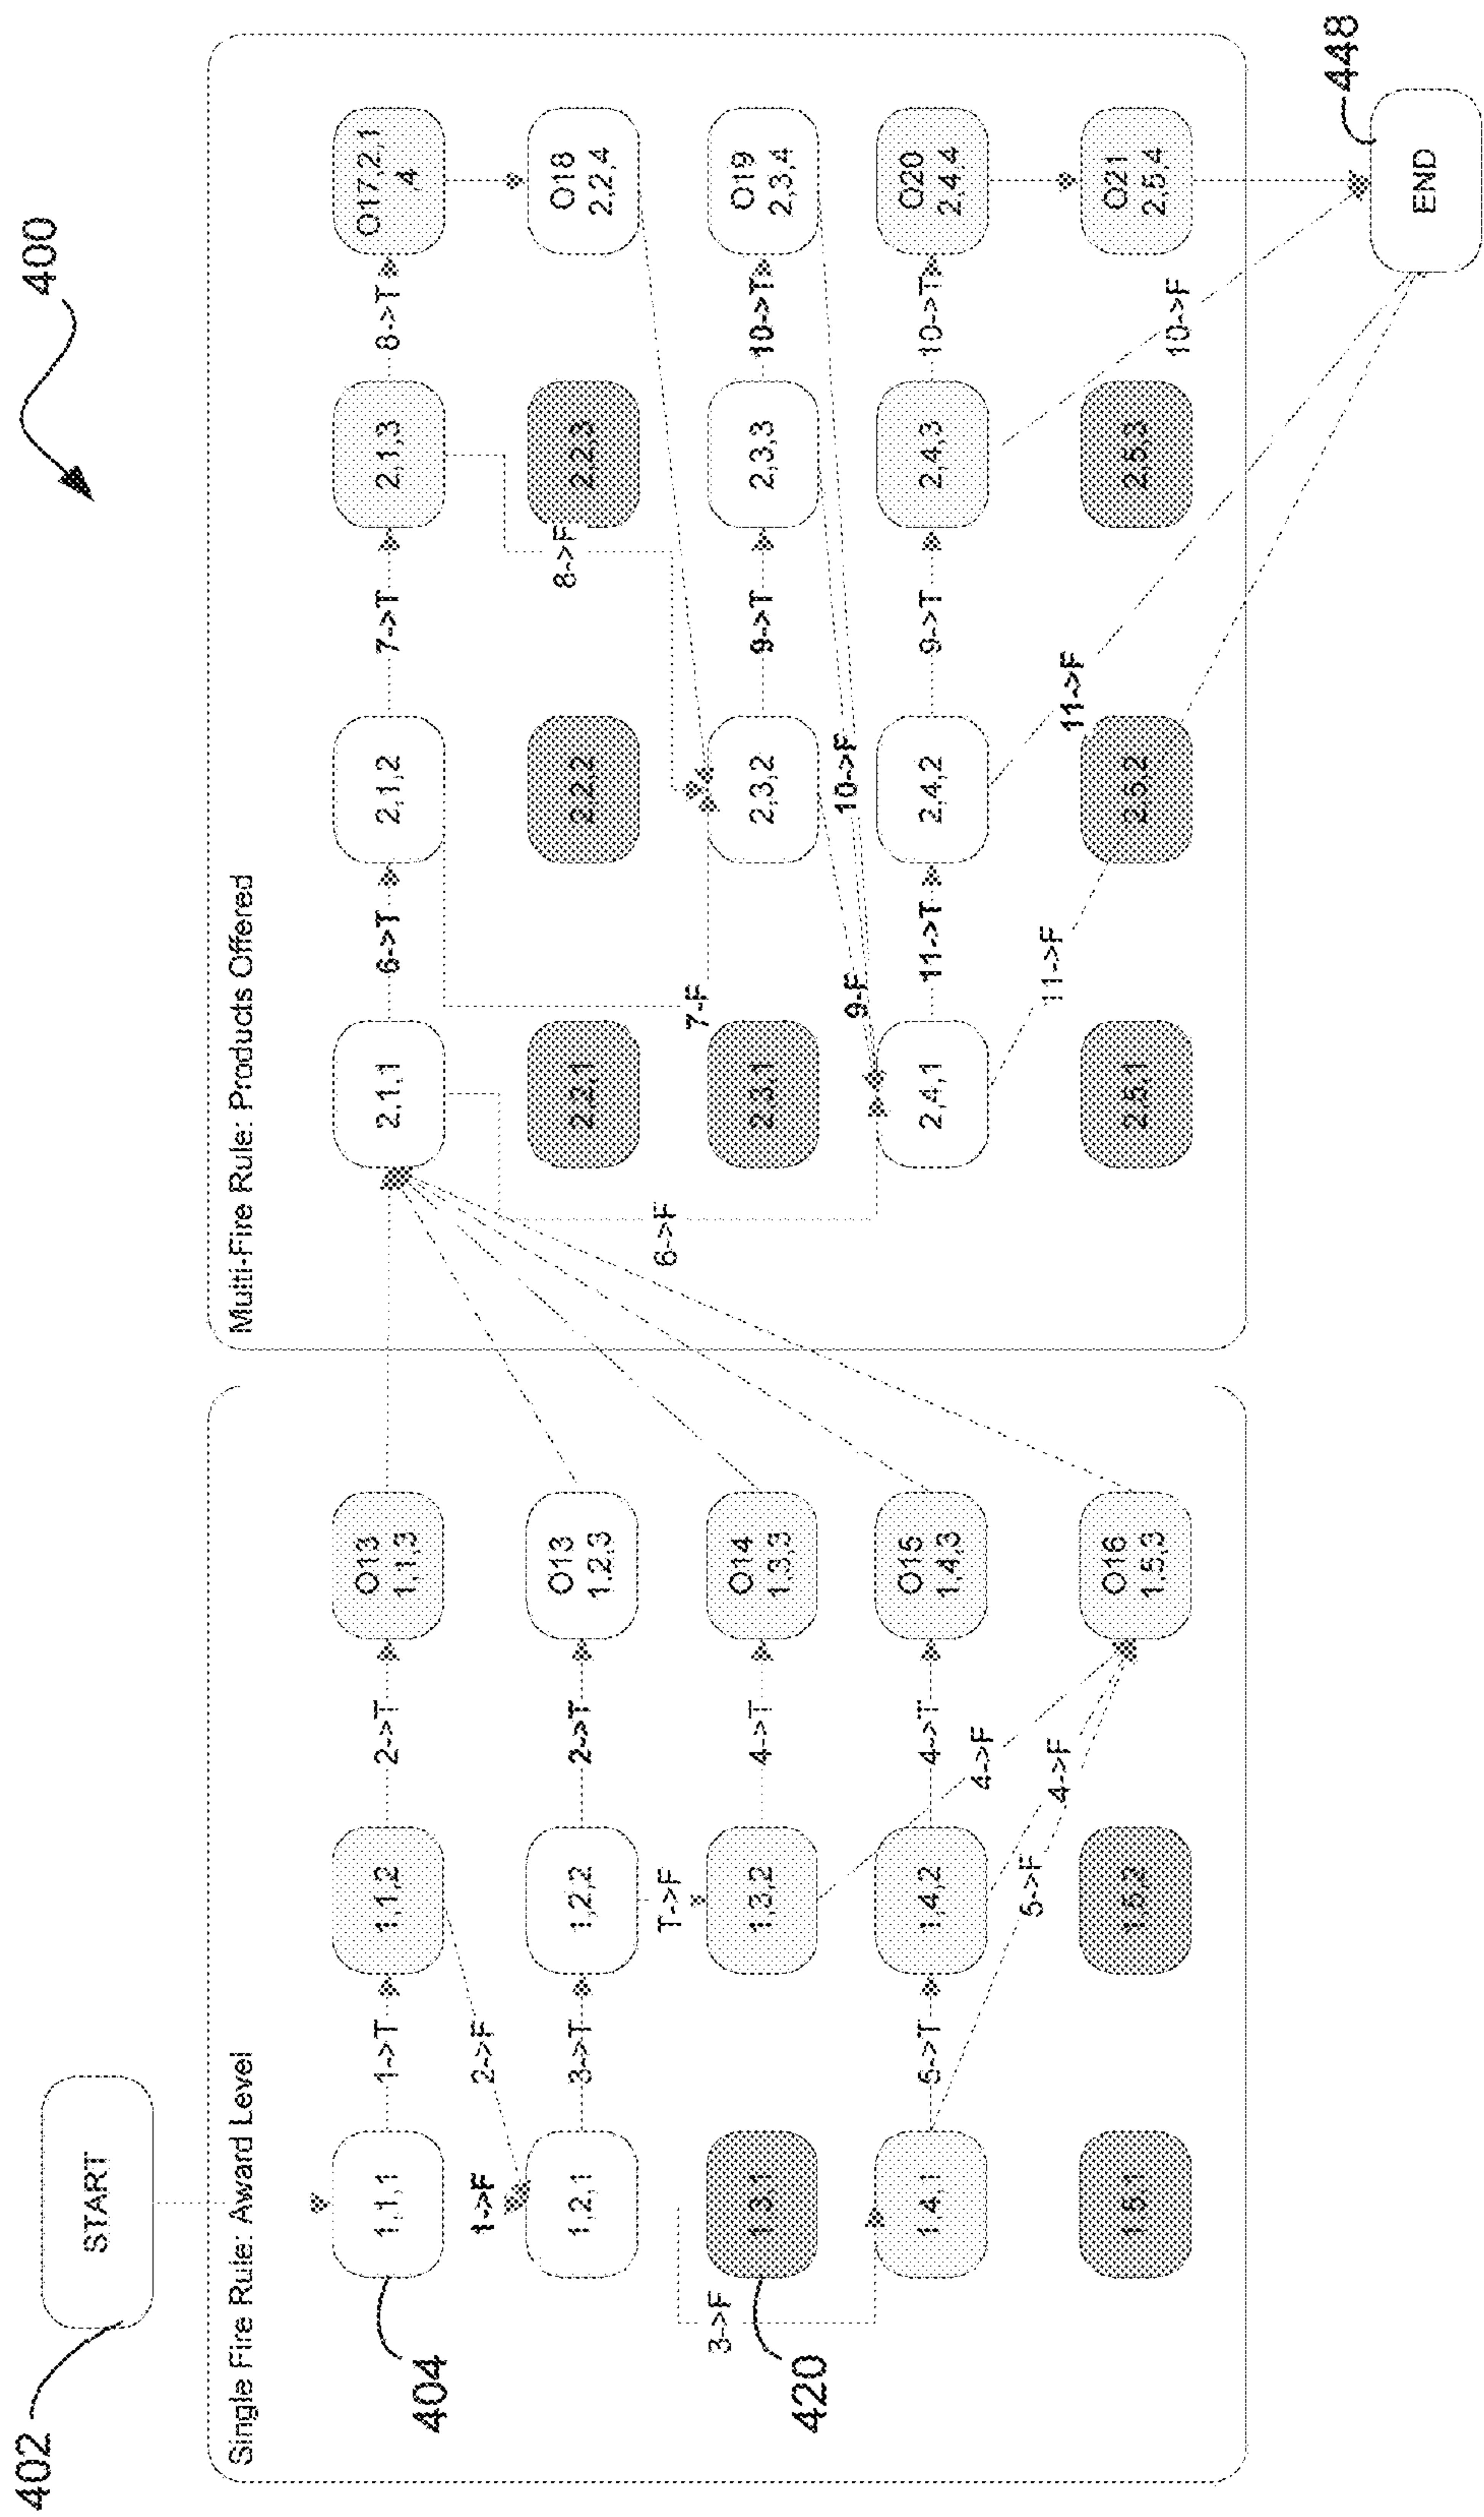 400
402
START
Single Fire Rule: Award Level
404
1,1,1
1->T
1,1,2
2->T
O13
1,1,3
1->F
2->F
1,2,1
3->T
1,2,2
2->T
O13
1,2,3
3->F
T->F
420
1,3,1
1,3,2
4->T
O14
1,3,3
1,4,1
5->T
1,4,2
4->T
O15
1,4,3
4->F
5->F
4->F
1,5,1
1,5,2
O16
1,5,3
Multi-Fire Rule: Products Offered
2,1,1
6->T
2,1,2
7->T
2,1,3
8->T
O17,2,1
,4
2,2,1
2,2,2
8->F
2,2,3
O18
2,2,4
6->F
7-F
2,3,1
2,3,2
9->T
2,3,3
10->T
O19
2,3,4
9-F
10->F
2,4,1
11->T
2,4,2
9->T
2,4,3
10->T
O20
2,4,4
11->F
11->F
10->F
2,5,1
2,5,2
2,5,3
O21
2,5,4
448
END